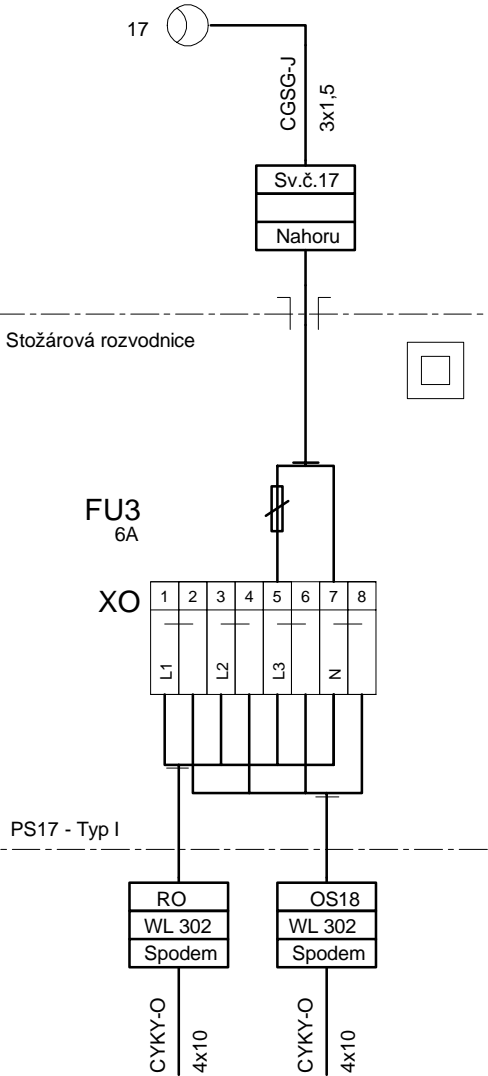 17
CGSG-J
3x1,5
Sv.č.17
Nahoru
Stožárová rozvodnice
FU3
6A
XO
1 2 3 4 5 6 7 8
L1 L2 L3 N
PS17 - Typ I
RO
WL 302
Spodem
OS18
WL 302
Spodem
CYKY-O
4x10
CYKY-O
4x10